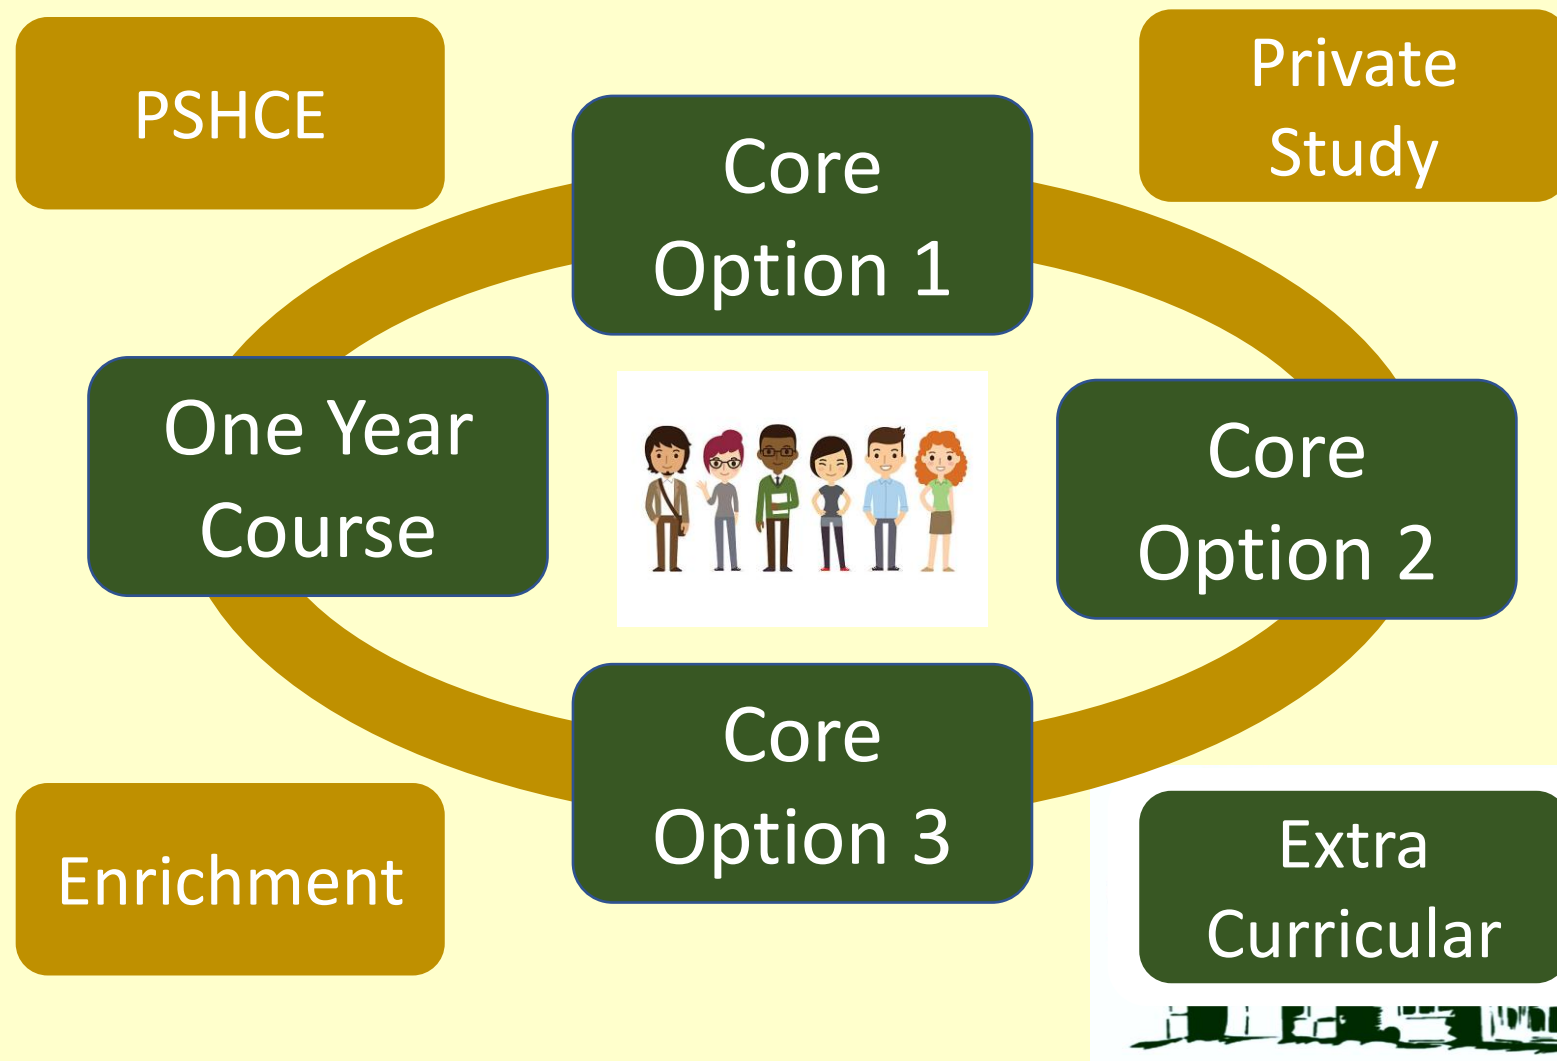 PSHCE
Private
Study
Core
Option 1
One Year
Course
Core
Option 2
Core
Option 3
Enrichment
Extra
Curricular